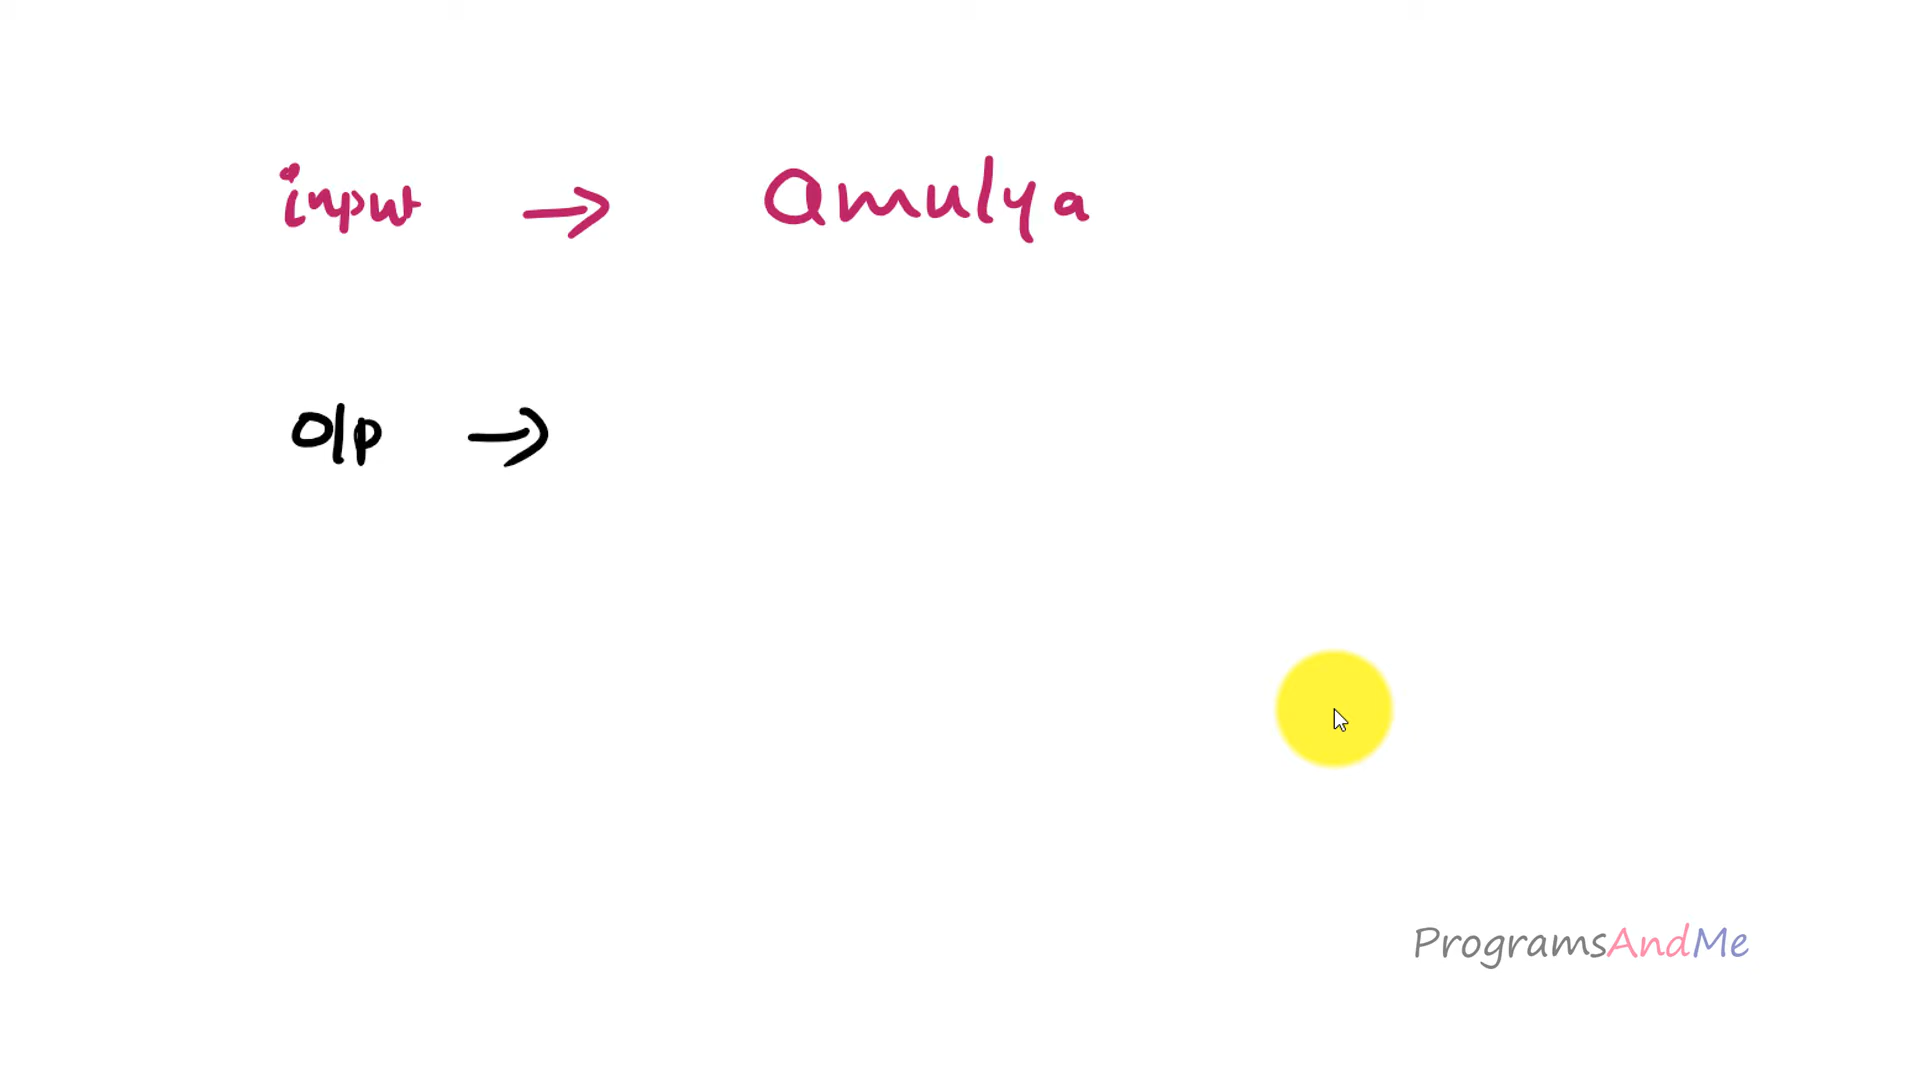 input → amulya
o/p →
ProgramsAndMe